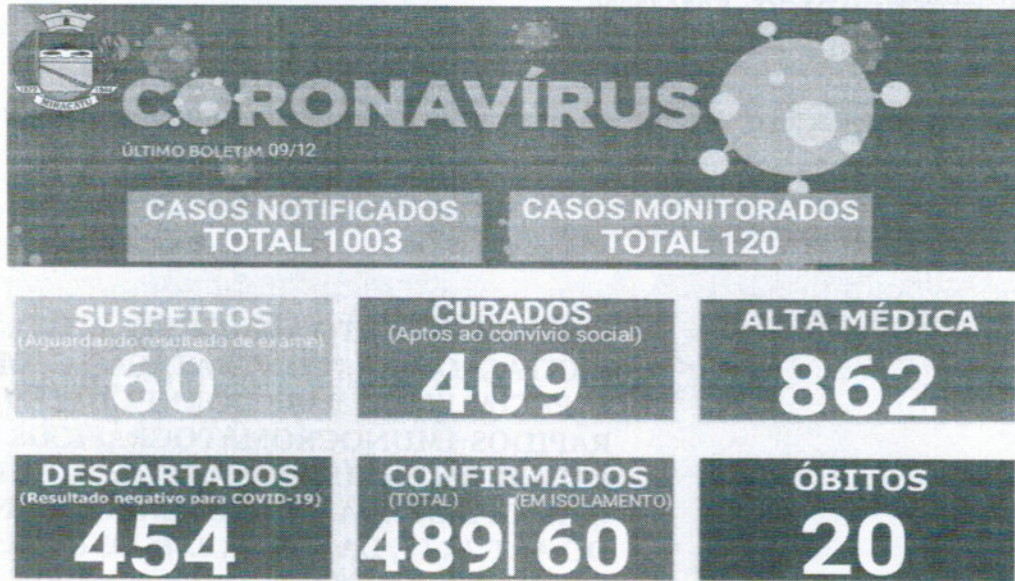 1872 MIRACATU
CORONAVÍRUS
ÚLTIMO BOLETIM 09/12
CASOS NOTIFICADOS
TOTAL 1003
CASOS MONITORADOS
TOTAL 120
SUSPEITOS
(Aguardando resultado de exame)
60
CURADOS
(Aptos ao convívio social)
409
ALTA MÉDICA
862
DESCARTADOS
(Resultado negativo para COVID-19)
454
CONFIRMADOS
(TOTAL) (EM ISOLAMENTO)
489 60
ÓBITOS
20